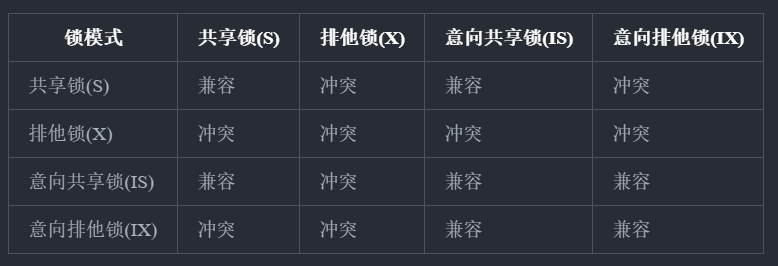 锁模式 共享锁(S) 排他锁(X) 意向共享锁(IS) 意向排他锁(IX)
共享锁(S) 兼容 冲突 兼容 冲突
排他锁(X) 冲突 冲突 冲突 冲突
意向共享锁(IS) 兼容 冲突 兼容 兼容
意向排他锁(IX) 冲突 冲突 兼容 兼容